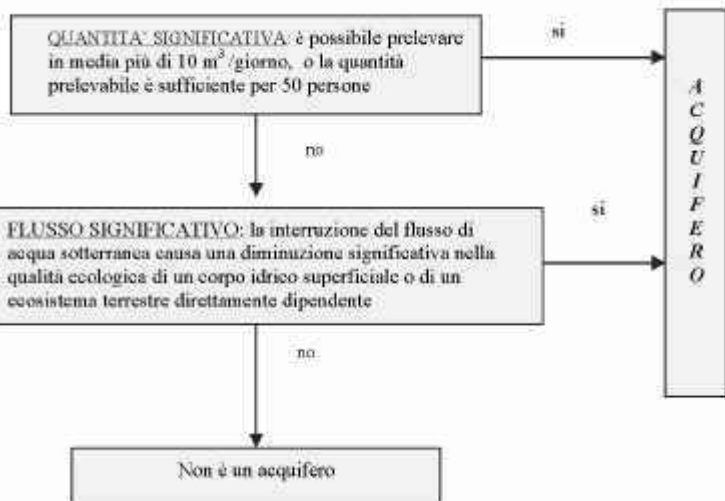 QUANTITA' SIGNIFICATIVA: è possibile prelevare
in media più di 10 m³/giorno, o la quantità
prelevabile è sufficiente per 50 persone
si
no
FLUSSO SIGNIFICATIVO: la interruzione del flusso di
acqua sotterranea causa una diminuzione significativa nella
qualità ecologica di un corpo idrico superficiale o di un
ecosistema terrestre direttamente dipendente
si
no
Non è un acquifero
ACQUIFERO